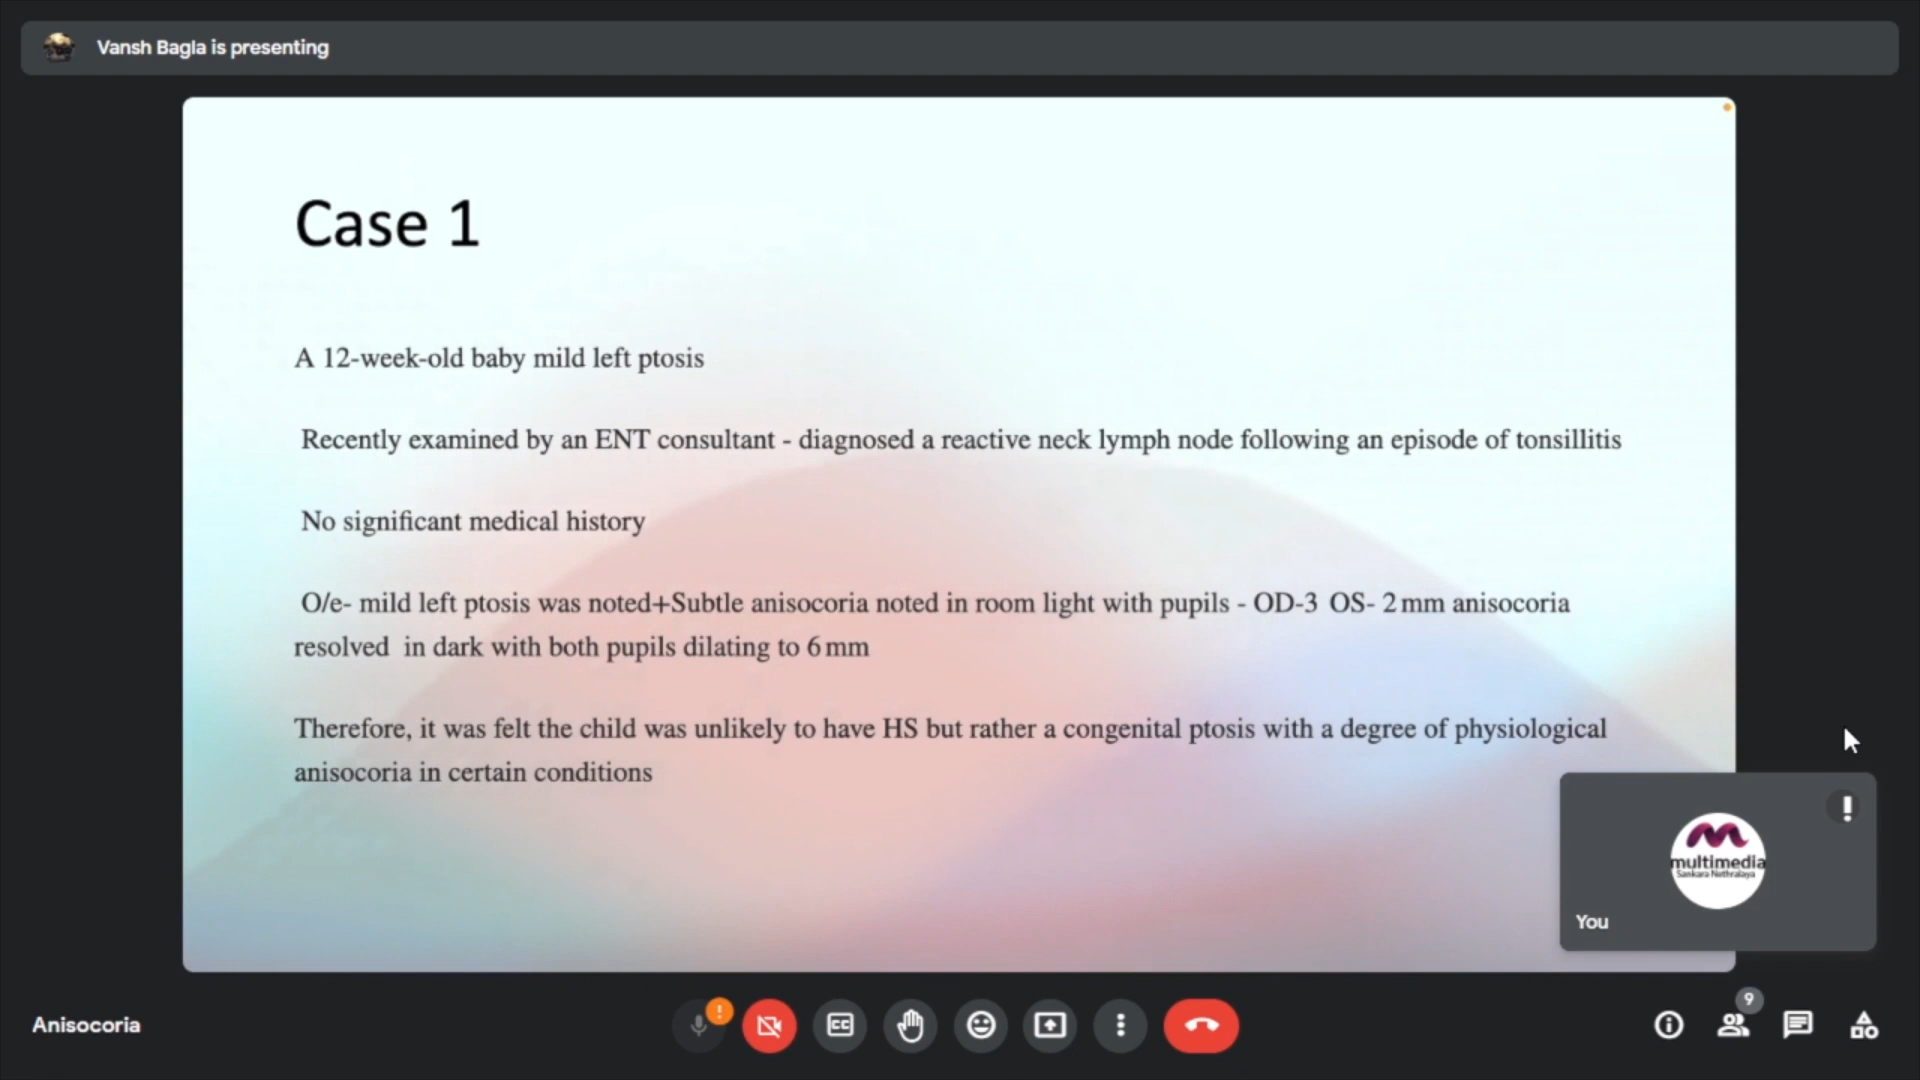 Vansh Bagla is presenting
Case 1
A 12-week-old baby mild left ptosis
Recently examined by an ENT consultant - diagnosed a reactive neck lymph node following an episode of tonsillitis
No significant medical history
O/e- mild left ptosis was noted+Subtle anisocoria noted in room light with pupils - OD-3 OS- 2 mm anisocoria
resolved in dark with both pupils dilating to 6 mm
Therefore, it was felt the child was unlikely to have HS but rather a congenital ptosis with a degree of physiological
anisocoria in certain conditions
multimedia
Sankara Nethralaya
You
Anisocoria
CC
9